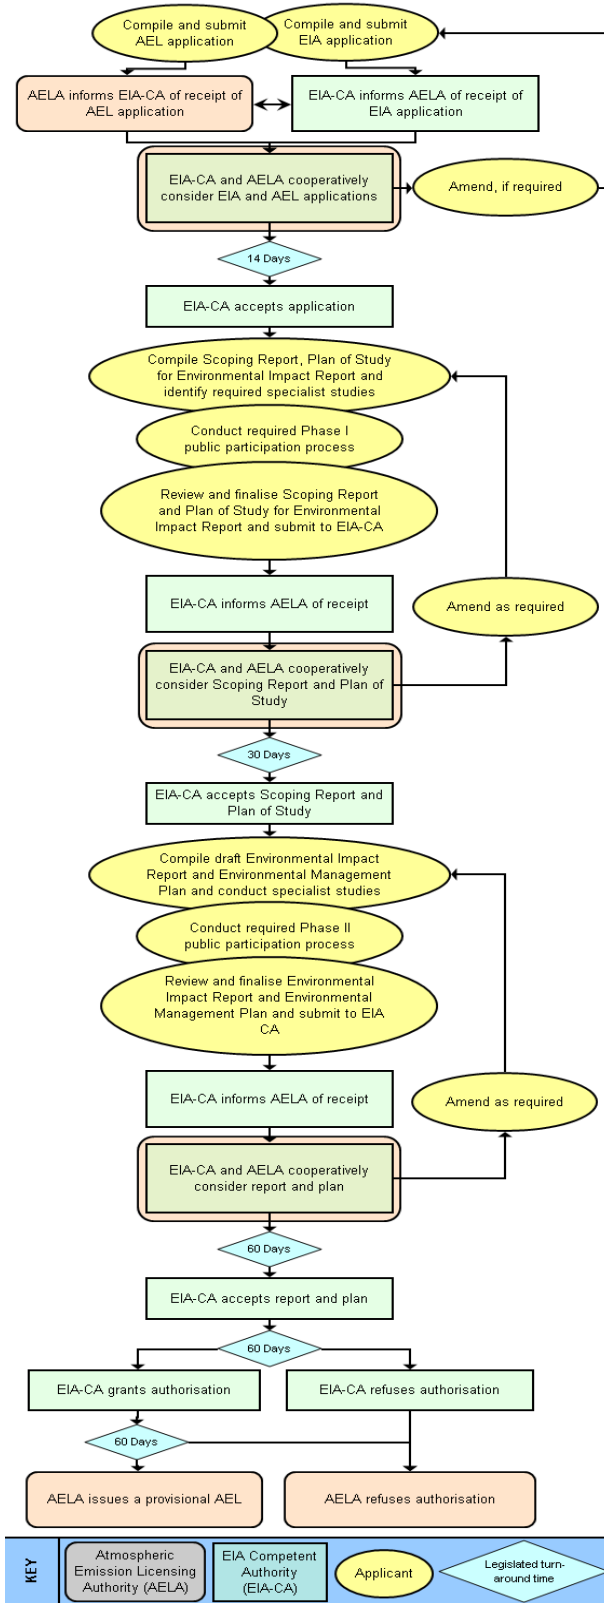 Compile and submit
AEL application
Compile and submit
EIA application
AELA informs EIA-CA of receipt of
AEL application
EIA-CA informs AELA of receipt of
EIA application
EIA-CA and AELA cooperatively
consider EIA and AEL applications
Amend, if required
14 Days
EIA-CA accepts application
Compile Scoping Report, Plan of Study
for Environmental Impact Report and
identify required specialist studies
Conduct required Phase I
public participation process
Review and finalise Scoping Report
and Plan of Study for Environmental
Impact Report and submit to EIA-CA
EIA-CA informs AELA of receipt
Amend as required
EIA-CA and AELA cooperatively
consider Scoping Report and Plan of
Study
30 Days
EIA-CA accepts Scoping Report and
Plan of Study
Compile draft Environmental Impact
Report and Environmental Management
Plan and conduct specialist studies
Conduct required Phase II
public participation process
Review and finalise Environmental
Impact Report and Environmental
Management Plan and submit to EIA
CA
EIA-CA informs AELA of receipt
Amend as required
EIA-CA and AELA cooperatively
consider report and plan
60 Days
EIA-CA accepts report and plan
60 Days
EIA-CA grants authorisation
EIA-CA refuses authorisation
60 Days
AELA issues a provisional AEL
AELA refuses authorisation
KEY
Atmospheric
Emission Licensing
Authority (AELA)
EIA Competent
Authority
(EIA-CA)
Applicant
Legislated turn-
around time